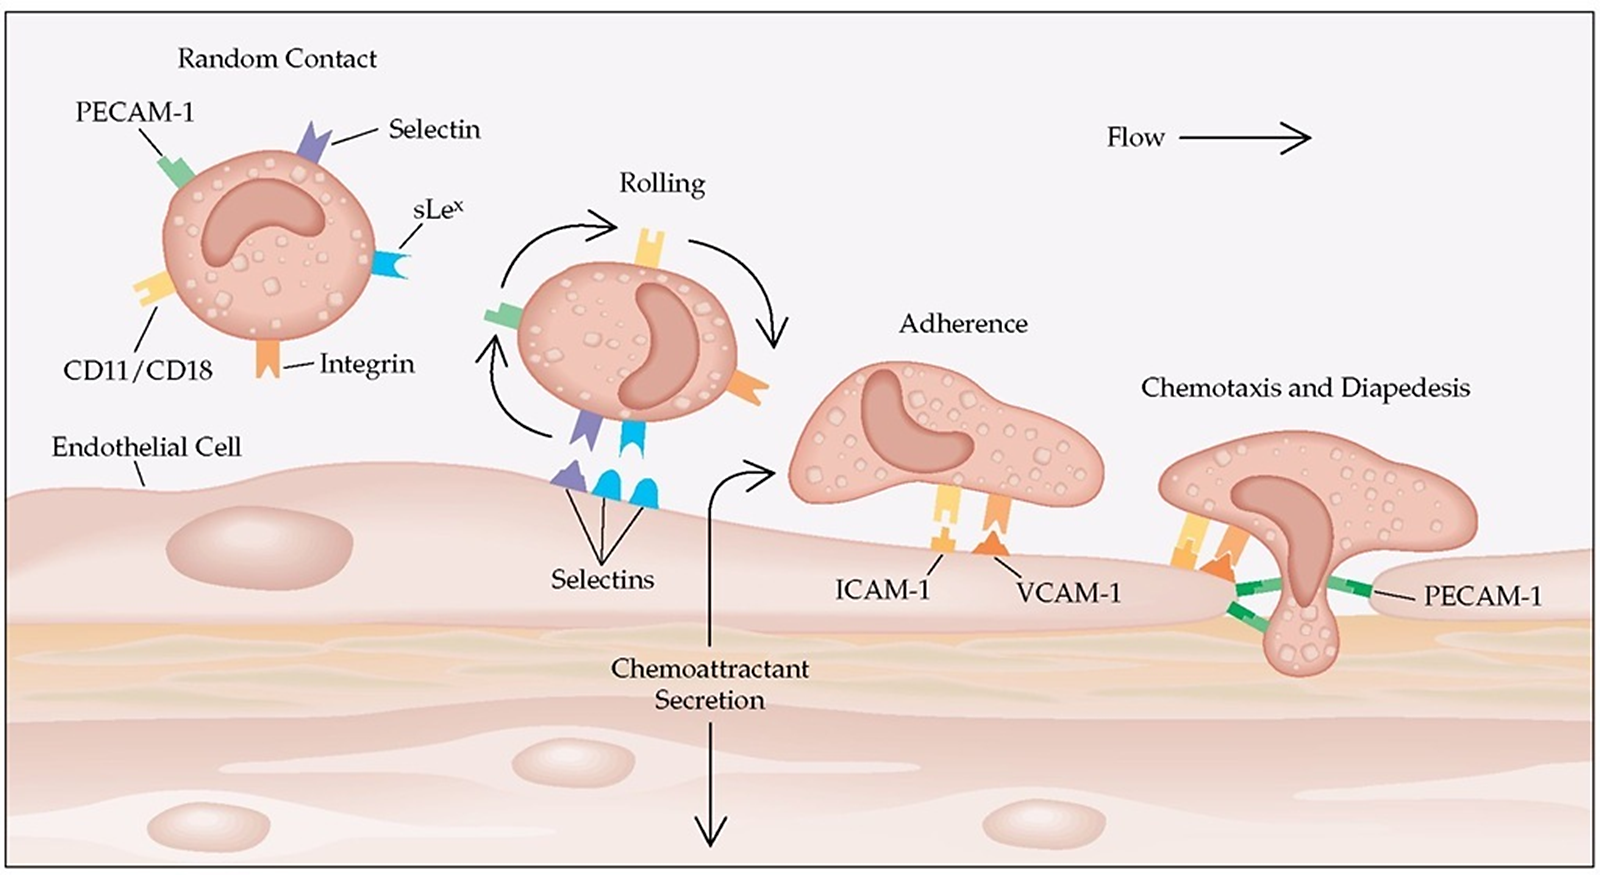 Random Contact
PECAM-1
Selectin
sLeˣ
CD11/CD18
Integrin
Endothelial Cell
Rolling
Selectins
Flow
Adherence
ICAM-1
VCAM-1
Chemoattractant
Secretion
Chemotaxis and Diapedesis
PECAM-1